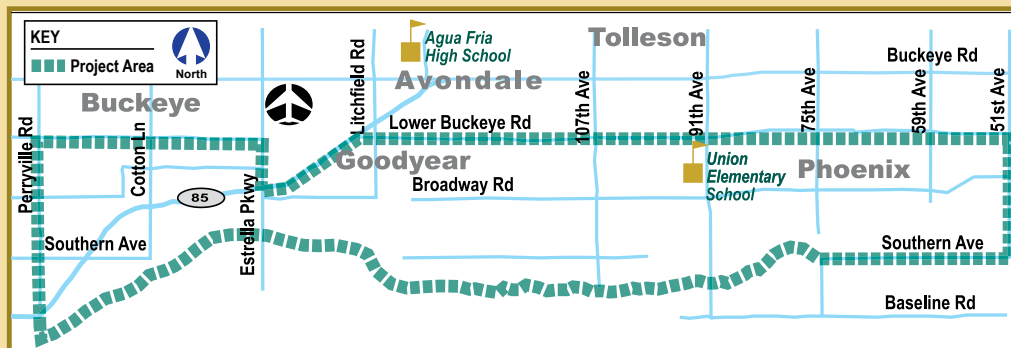 KEY
Project Area
North
Agua Fria
High School
Tolleson
Buckeye Rd
Avondale
Buckeye
Litchfield Rd
107th Ave
91th Ave
75th Ave
59th Ave
51st Ave
Lower Buckeye Rd
Perryville Rd
Cotton Ln
Goodyear
Union
Elementary
School
Phoenix
Broadway Rd
85
Estrella Pkwy
Southern Ave
Southern Ave
Baseline Rd